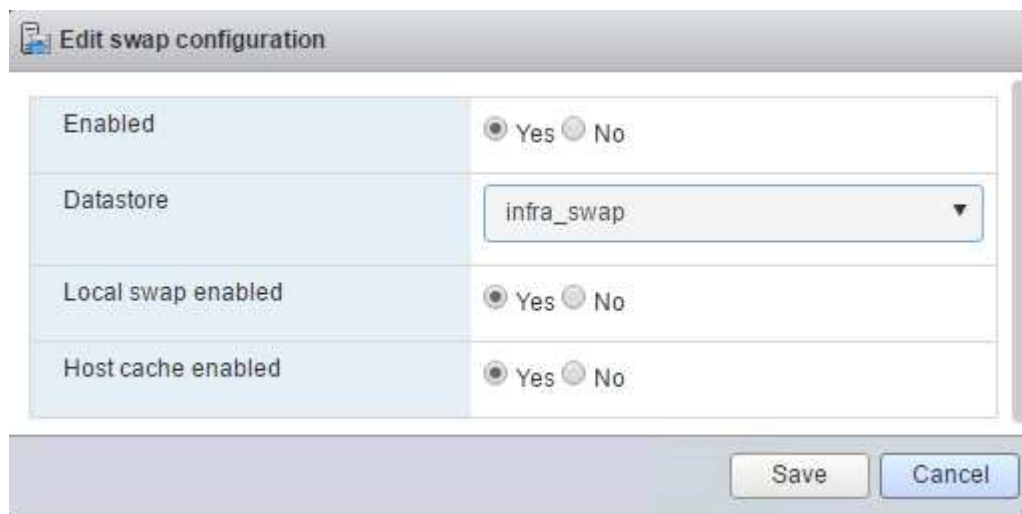 Edit swap configuration
Enabled Yes No
Datastore infra_swap
Local swap enabled Yes No
Host cache enabled Yes No
Save Cancel